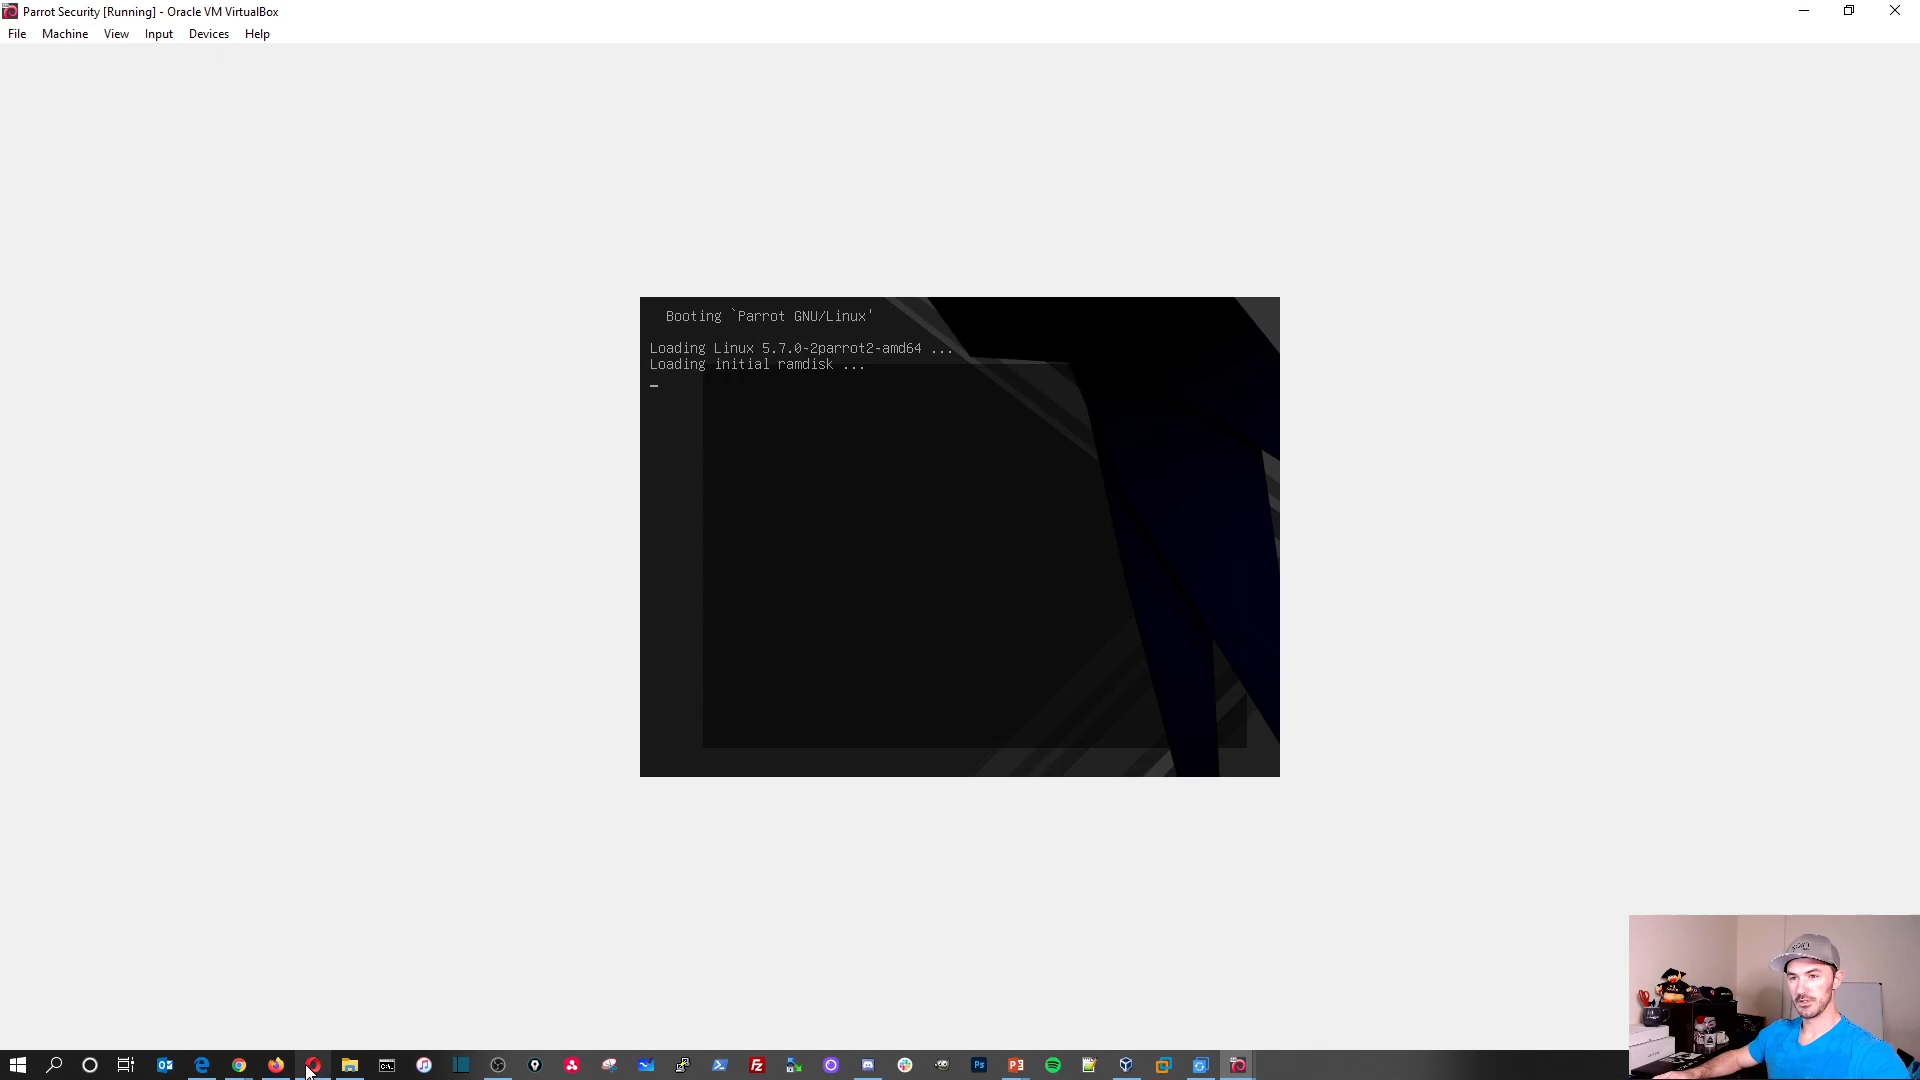 Parrot Security [Running] - Oracle VM VirtualBox
File Machine View Input Devices Help
Booting `Parrot GNU/Linux'
Loading Linux 5.7.0-2parrot2-amd64 ...
Loading initial ramdisk ...